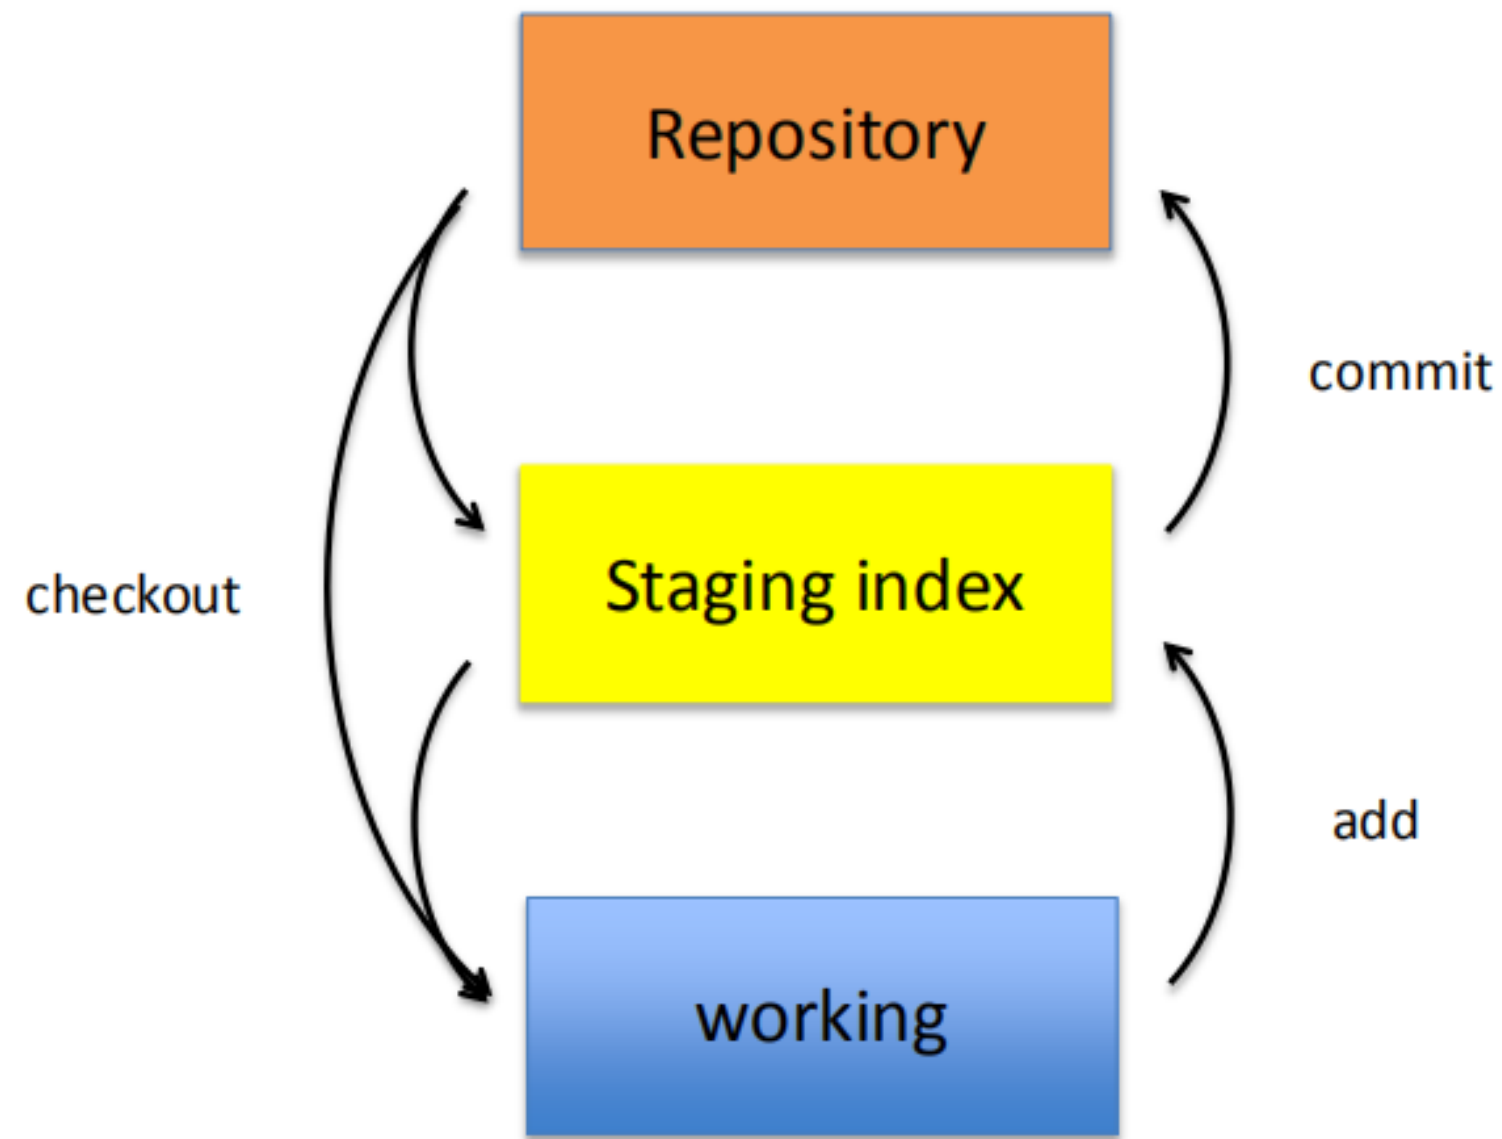 Repository
commit
checkout
Staging index
add
working